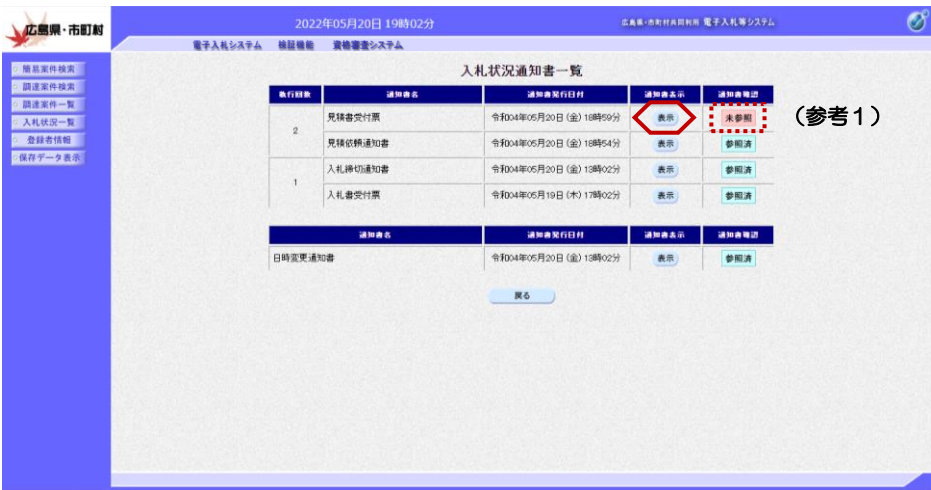 広島県・市町村
2022年05月20日 19時02分
広島県・市町村共同利用 電子入札等システム
電子入札システム 検証機能 資格審査システム
簡易案件検索
調達案件検索
調達案件一覧
入札状況一覧
登録者情報
保存データ表示
入札状況通知書一覧
執行回数 通知書名 通知書発行日付 通知書表示 通知書確認
2 見積書受付票 令和04年05月20日(金)18時59分 表示 未参照 (参考1)
見積依頼通知書 令和04年05月20日(金)18時54分 表示 参照済
1 入札締切通知書 令和04年05月20日(金)13時02分 表示 参照済
入札書受付票 令和04年05月19日(木)17時02分 表示 参照済
通知書名 通知書発行日付 通知書表示 通知書確認
日時変更通知書 令和04年05月20日(金)13時02分 表示 参照済
戻る